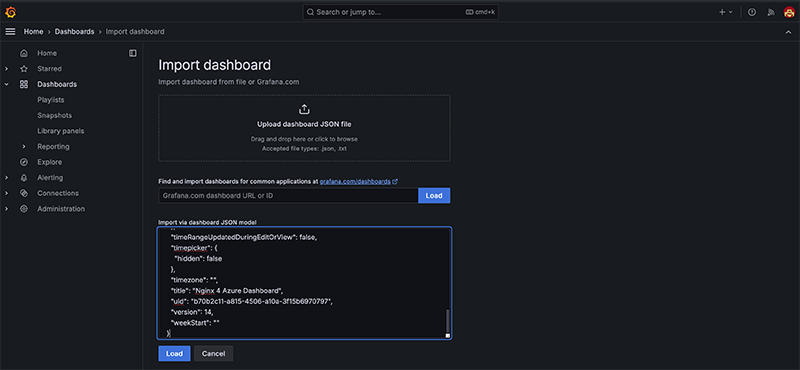 Search or jump to...
cmd+k
Home › Dashboards › Import dashboard
Home
Starred
Dashboards
Playlists
Snapshots
Library panels
Reporting
Explore
Alerting
Connections
Administration
Import dashboard
Import dashboard from file or Grafana.com
Upload dashboard JSON file
Drag and drop here or click to browse
Accepted file types: .json, .txt
Find and import dashboards for common applications at grafana.com/dashboards
Grafana.com dashboard URL or ID
Load
Import via dashboard JSON model
"timeRangeUpdatedDuringEditOrView": false,
"timepicker": {
"hidden": false
},
"timezone": "",
"title": "Nginx 4 Azure Dashboard",
"uid": "b70b2c11-a815-4506-a10a-3f15b6970797",
"version": 14,
"weekStart": ""
}
Load
Cancel